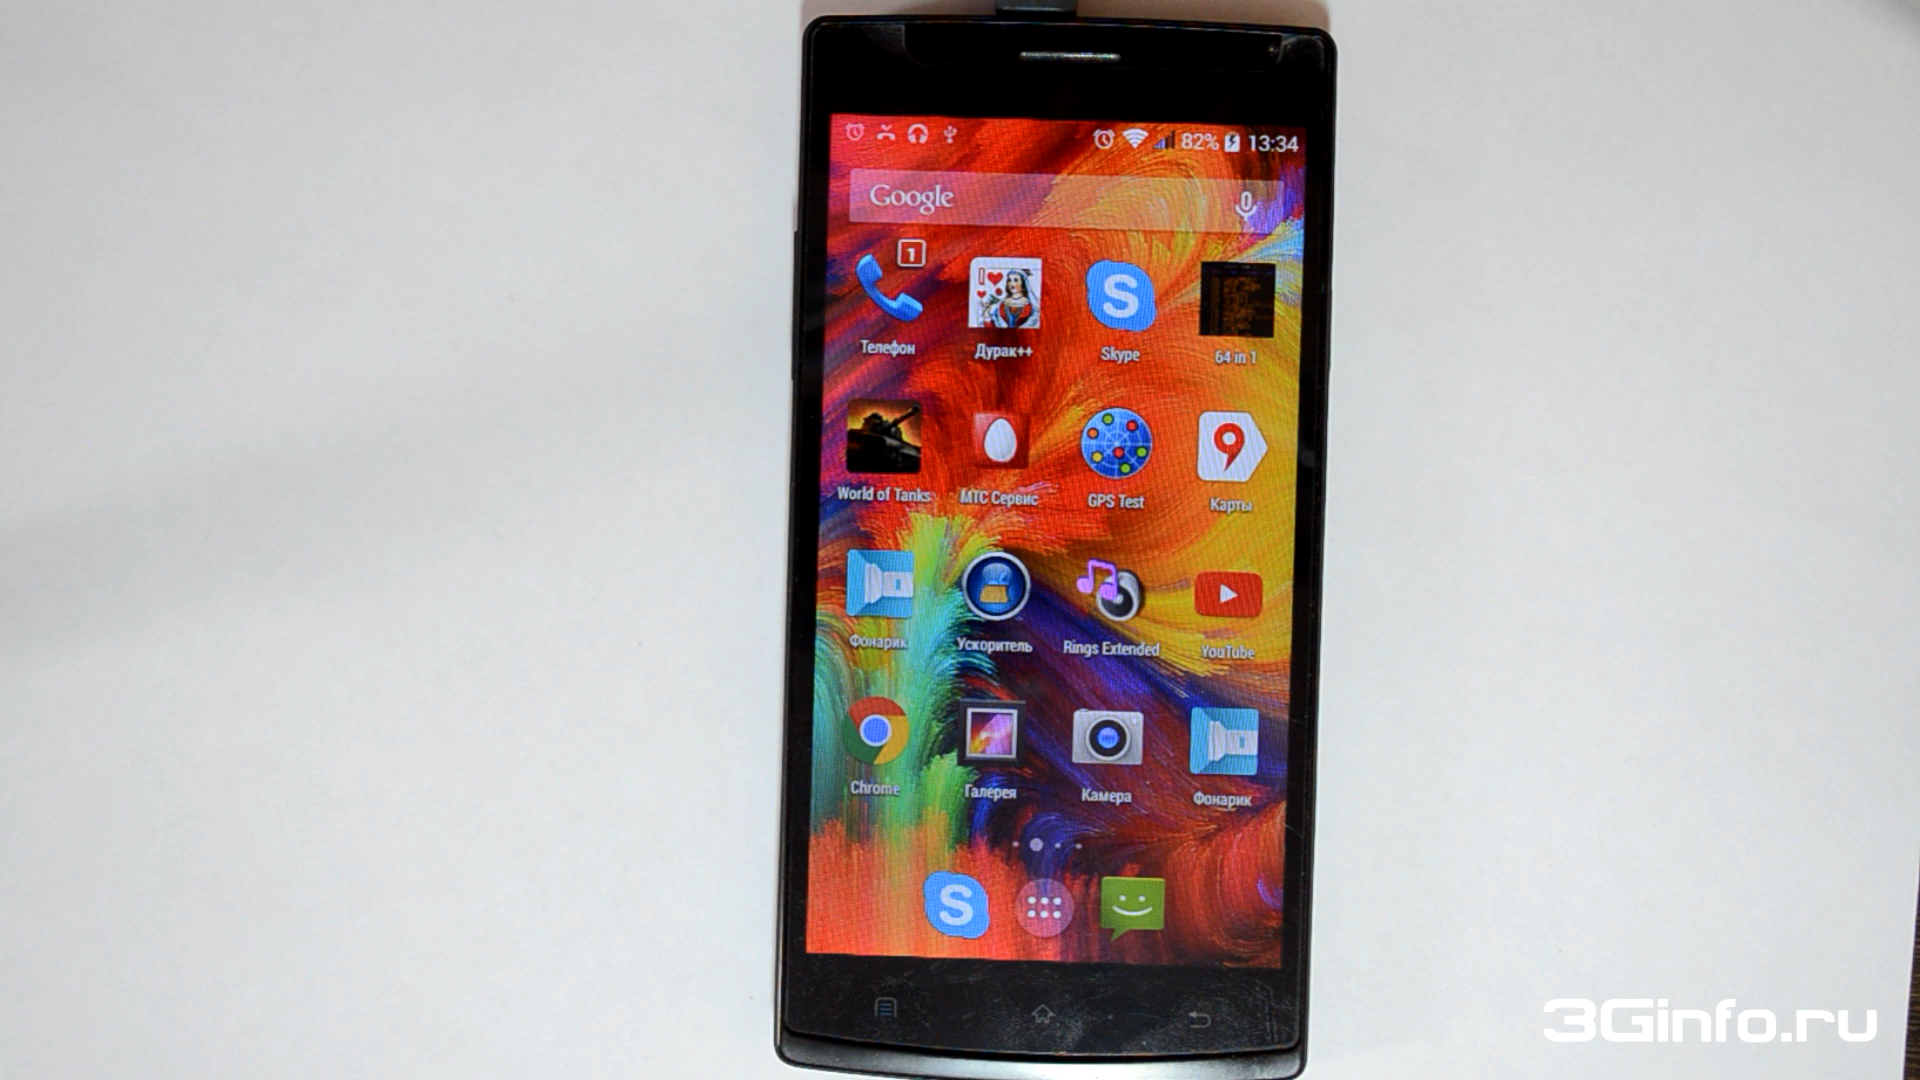 82% 13:34
Google
1
Телефон Дурак++ Skype 64 in 1
World of Tanks МТС Сервис GPS Test Карты
Фонарик Ускоритель Rings Extended YouTube
Chrome Галерея Камера Фонарик
3Ginfo.ru